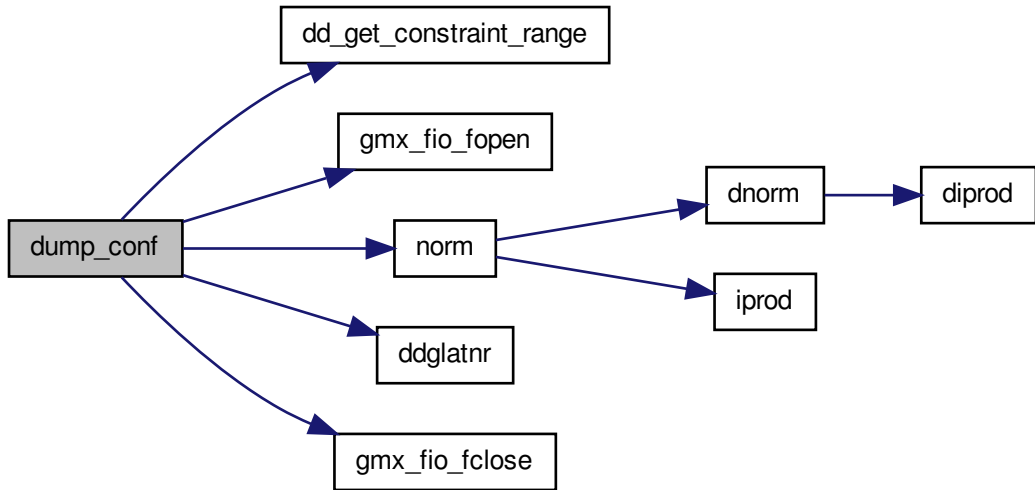 dd_get_constraint_range
gmx_fio_fopen
dnorm
diprod
dump_conf
norm
iprod
ddglatnr
gmx_fio_fclose